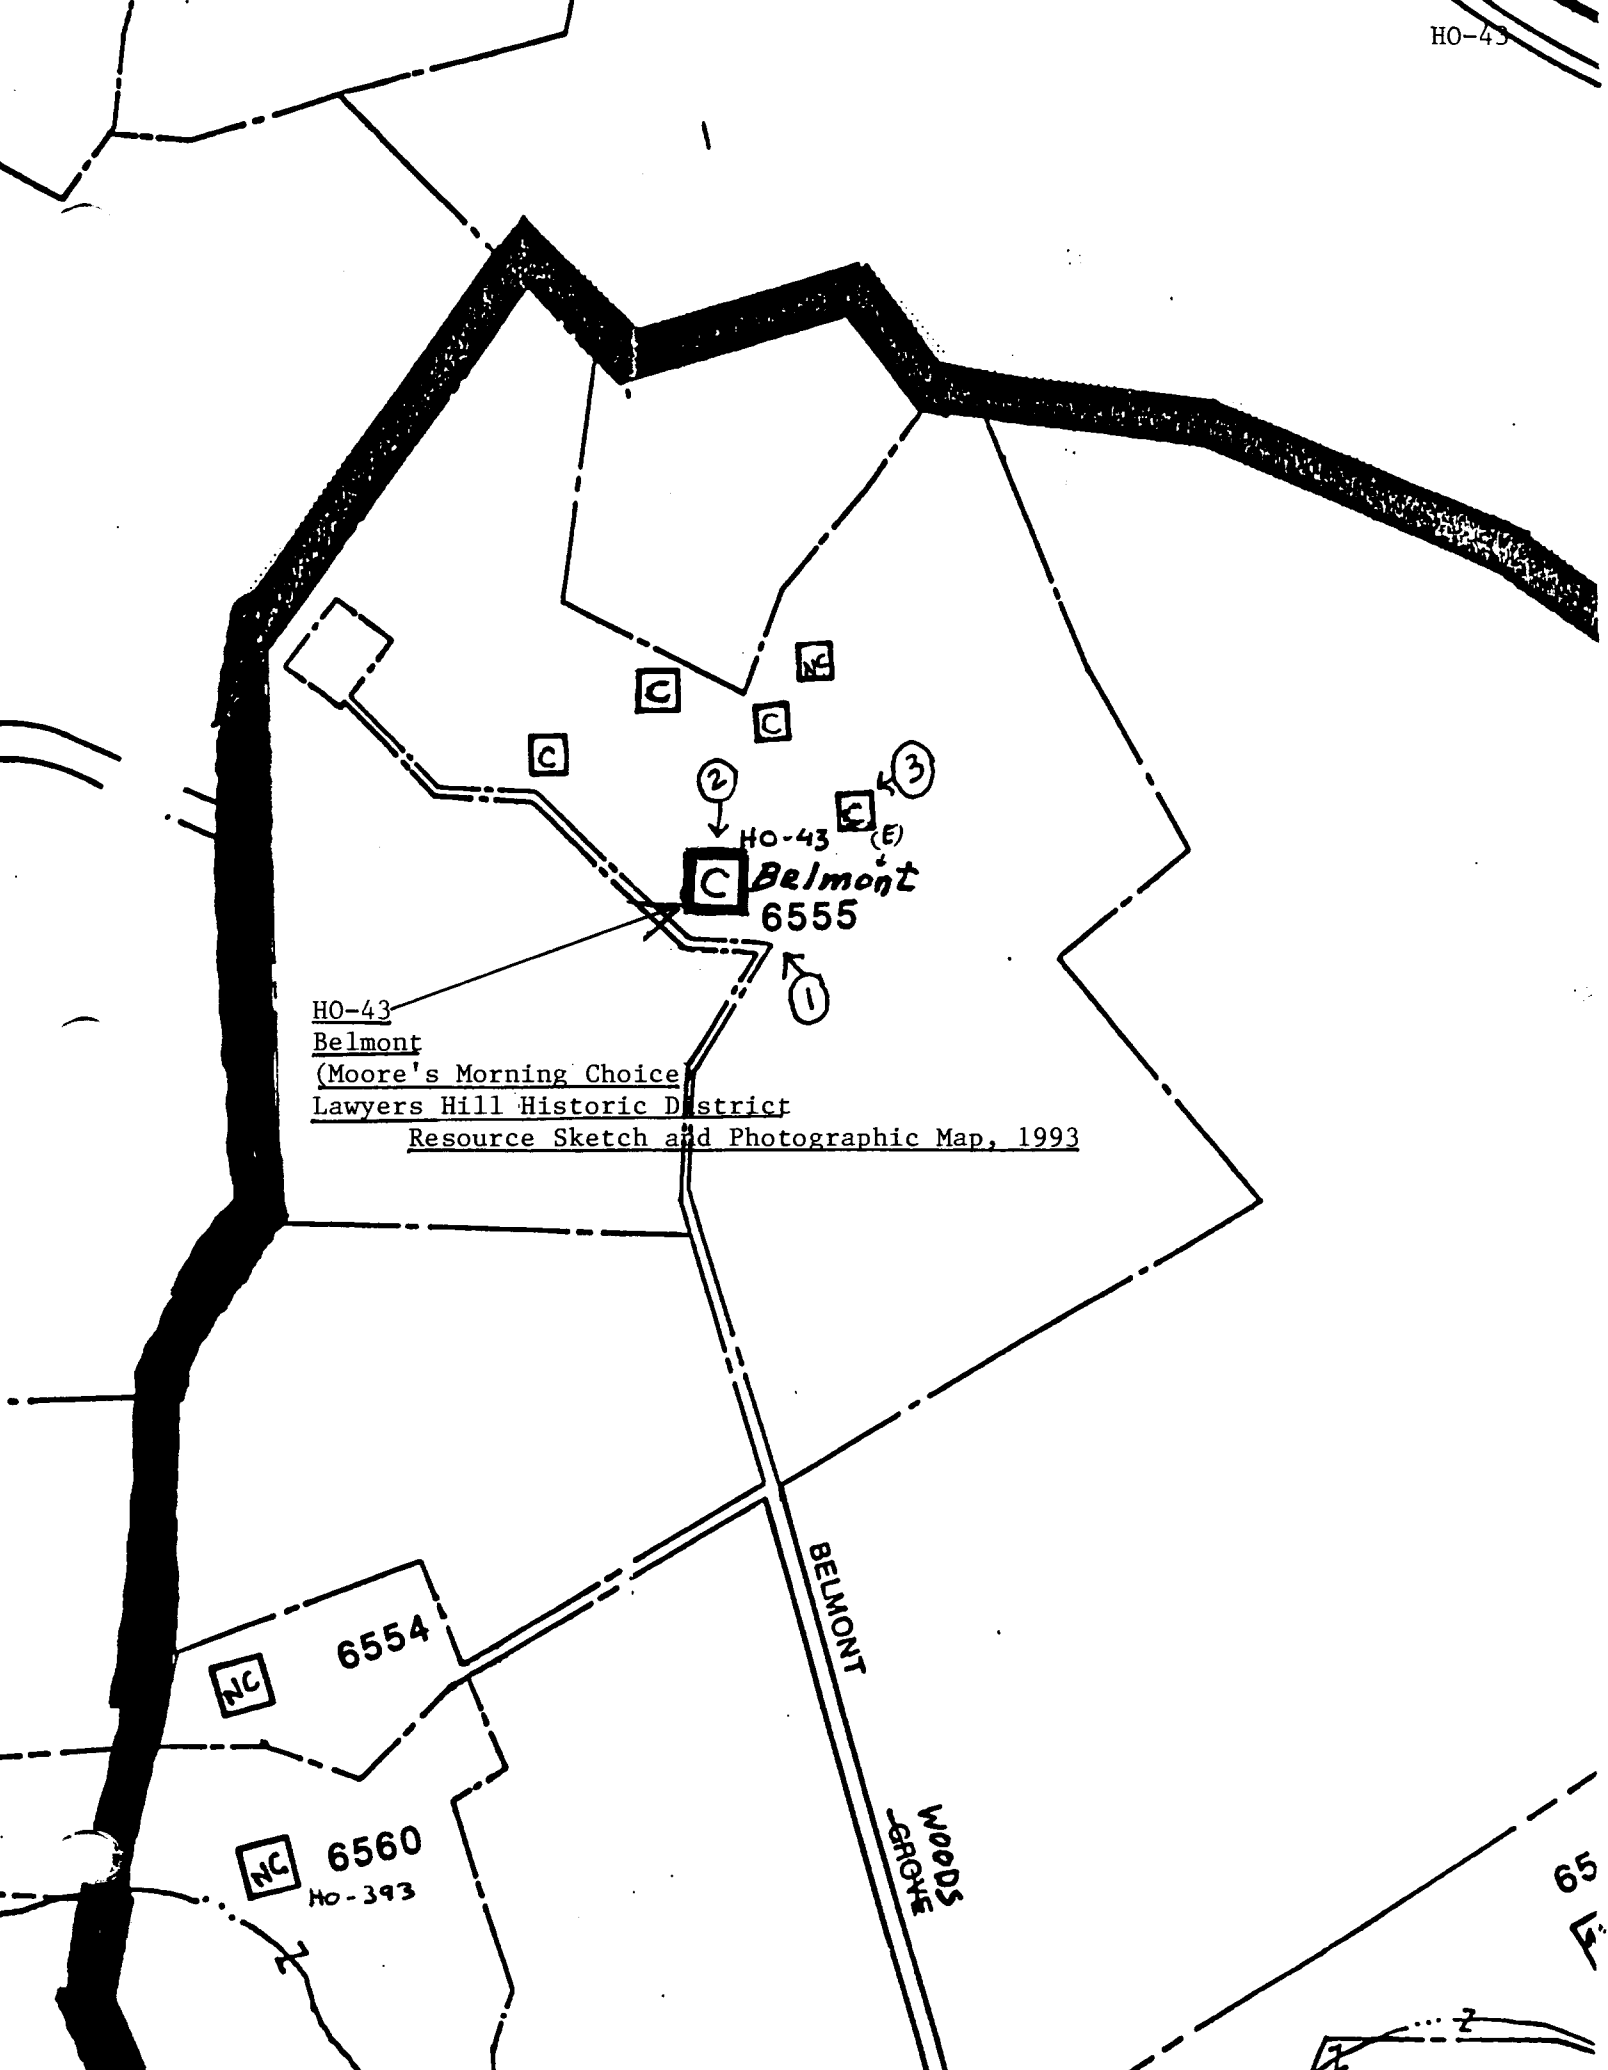 HO-43
NC
C
C
C
2
3
C
HO-43
(E)
C
Belmont
6555
1
HO-43
Belmont
(Moore's Morning Choice)
Lawyers Hill Historic District
Resource Sketch and Photographic Map, 1993
BELMONT
6554
NC
WOODS
GROVE
6560
NC
HO-393
65
Z
Z
Z